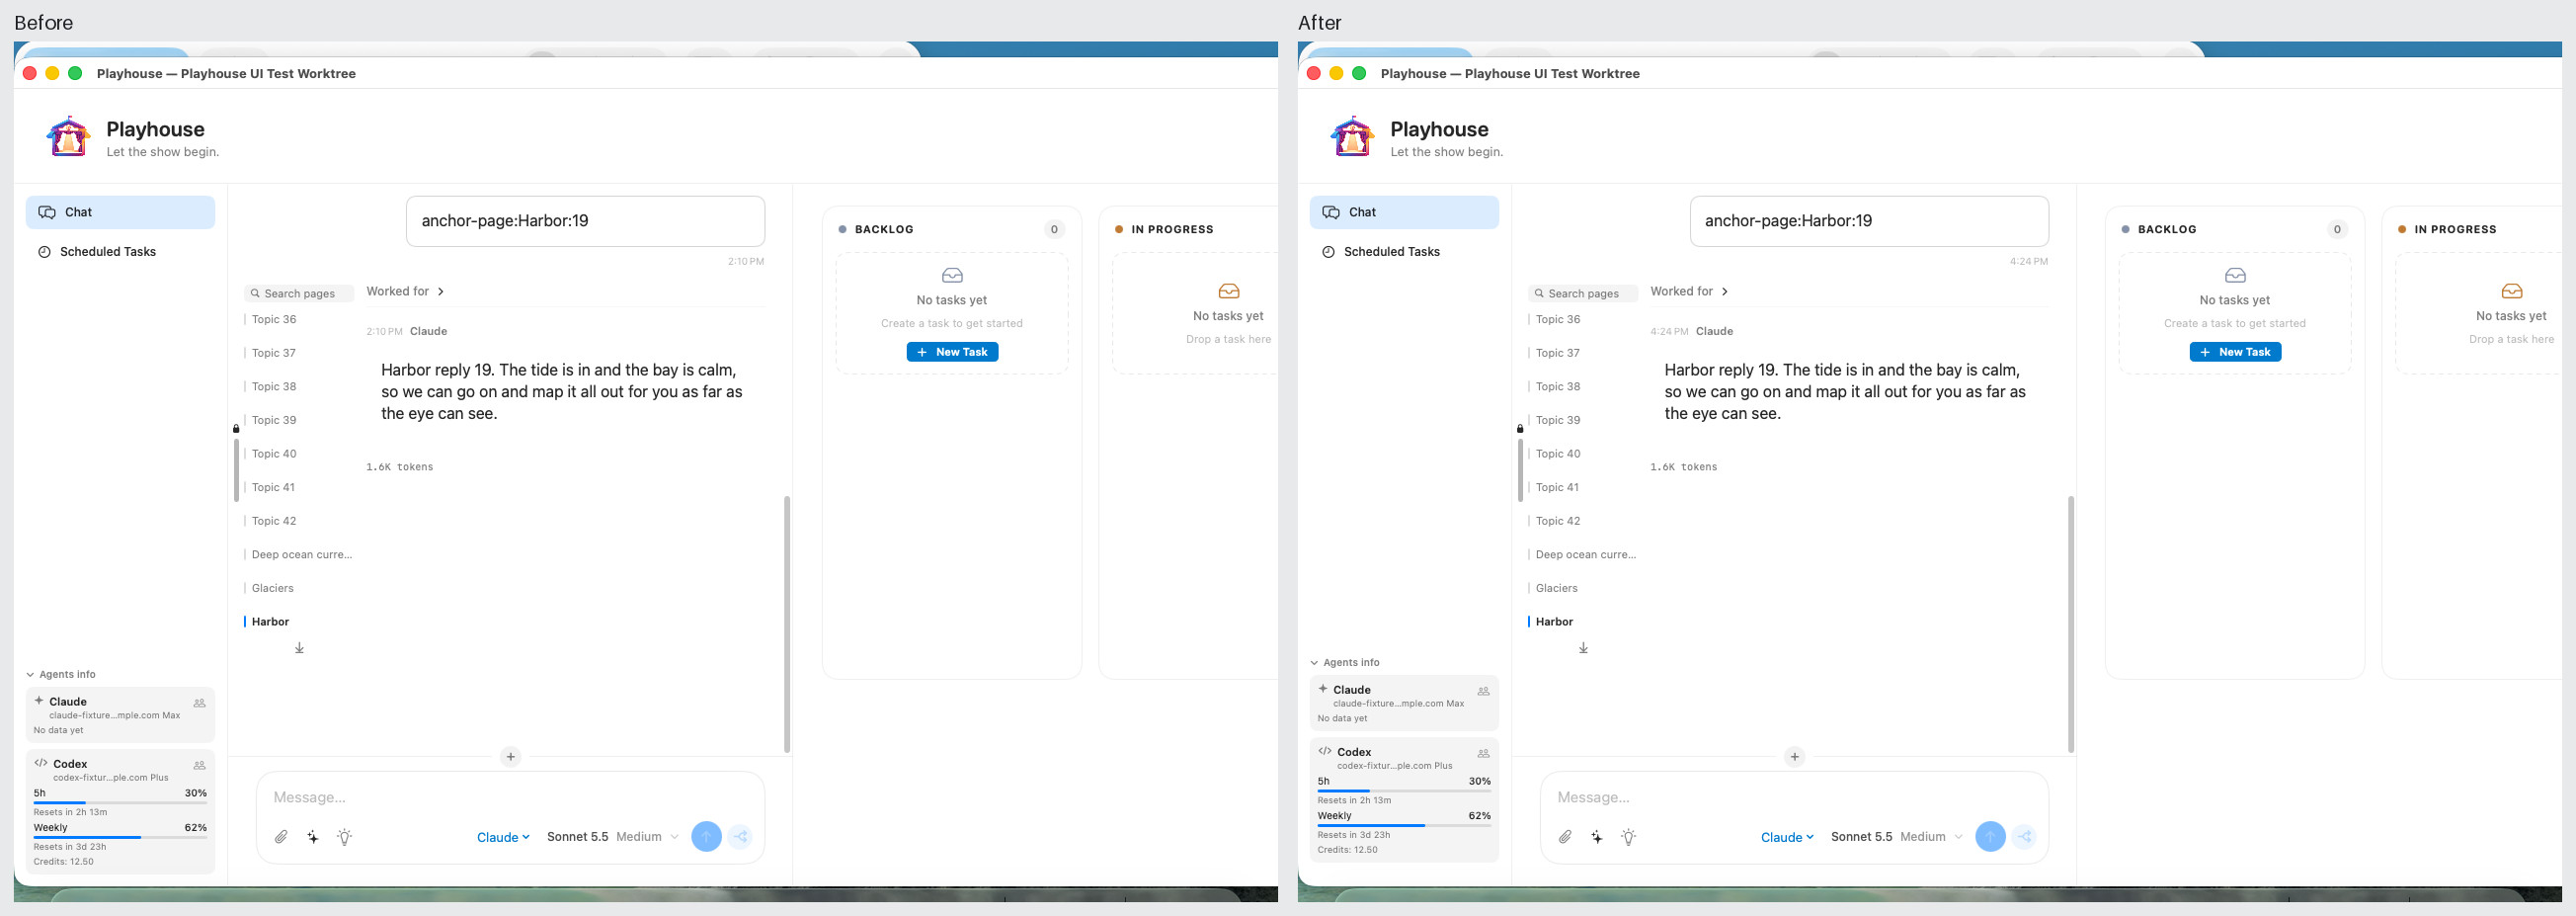 Before
Playhouse — Playhouse UI Test Worktree
Playhouse
Let the show begin.
Chat
Scheduled Tasks
anchor-page:Harbor:19
2:10 PM
Search pages
Worked for
Topic 36
Topic 37
Topic 38
Topic 39
Topic 40
Topic 41
Topic 42
Deep ocean curre...
Glaciers
Harbor
2:10 PM Claude
Harbor reply 19. The tide is in and the bay is calm,
so we can go on and map it all out for you as far as
the eye can see.
1.6K tokens
BACKLOG 0
No tasks yet
Create a task to get started
+ New Task
IN PROGRESS
No tasks yet
Drop a task here
Agents info
Claude
claude-fixture...mple.com Max
No data yet
Codex
codex-fixtur...ple.com Plus
5h 30%
Resets in 2h 13m
Weekly 62%
Resets in 3d 23h
Credits: 12.50
Message...
Claude Sonnet 5.5 Medium
After
Playhouse — Playhouse UI Test Worktree
Playhouse
Let the show begin.
Chat
Scheduled Tasks
anchor-page:Harbor:19
4:24 PM
Search pages
Worked for
Topic 36
Topic 37
Topic 38
Topic 39
Topic 40
Topic 41
Topic 42
Deep ocean curre...
Glaciers
Harbor
4:24 PM Claude
Harbor reply 19. The tide is in and the bay is calm,
so we can go on and map it all out for you as far as
the eye can see.
1.6K tokens
BACKLOG 0
No tasks yet
Create a task to get started
+ New Task
IN PROGRESS
No tasks yet
Drop a task here
Agents info
Claude
claude-fixture...mple.com Max
No data yet
Codex
codex-fixtur...ple.com Plus
5h 30%
Resets in 2h 13m
Weekly 62%
Resets in 3d 23h
Credits: 12.50
Message...
Claude Sonnet 5.5 Medium